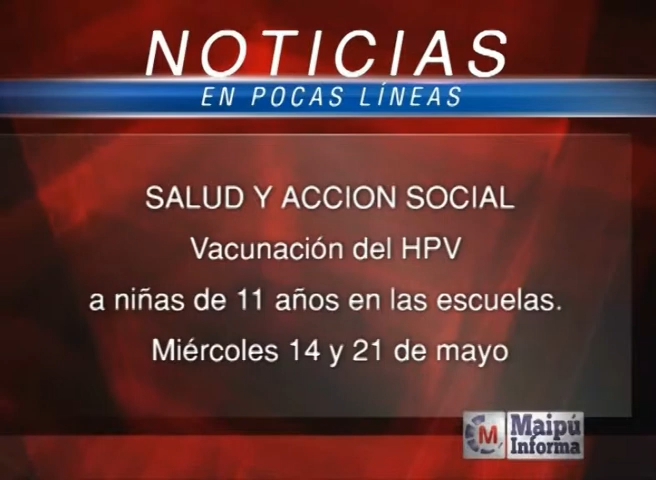 NOTICIAS
EN POCAS LÍNEAS
SALUD Y ACCION SOCIAL
Vacunación del HPV
a niñas de 11 años en las escuelas.
Miércoles 14 y 21 de mayo
M
Maipú
Informa